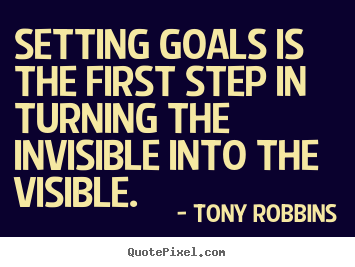 SETTING GOALS IS
THE FIRST STEP IN
TURNING THE
INVISIBLE INTO THE
VISIBLE.
- TONY ROBBINS
QuotePixel.com